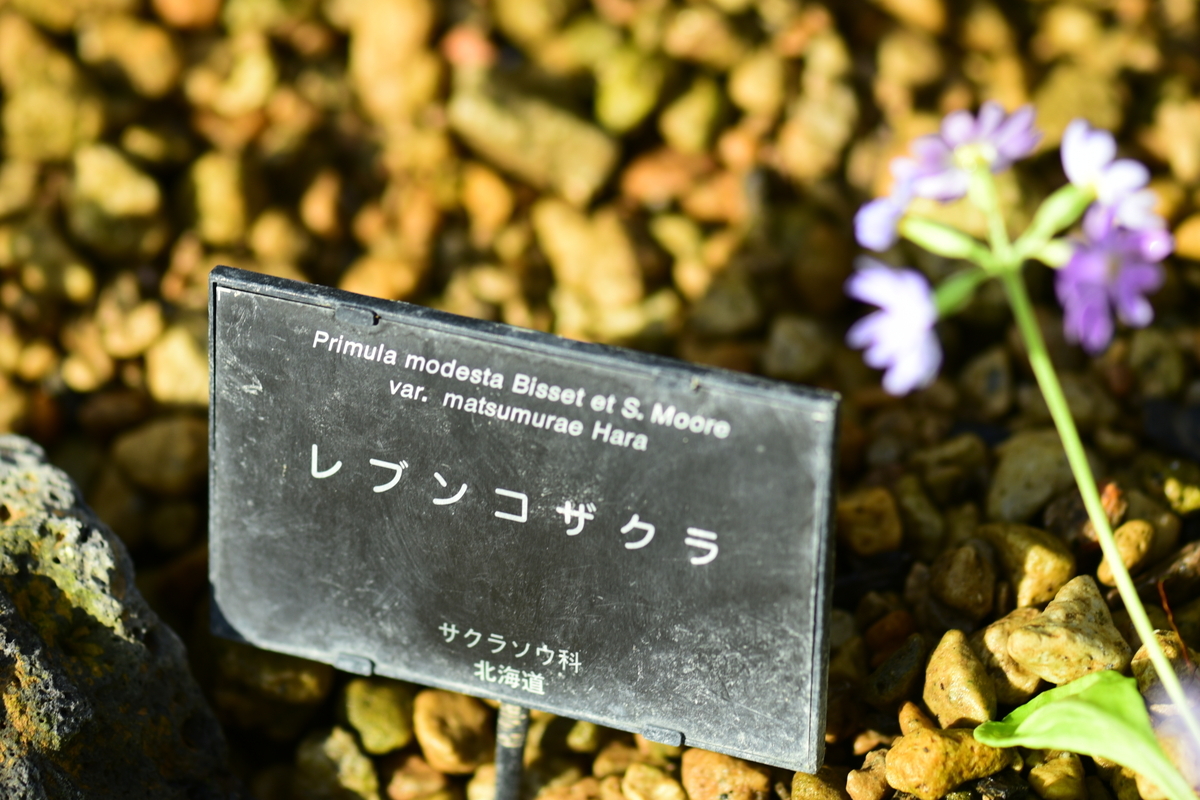 Primula modesta Bisset et S. Moore
var. matsumurae Hara
レブンコザクラ
サクラソウ科
北海道